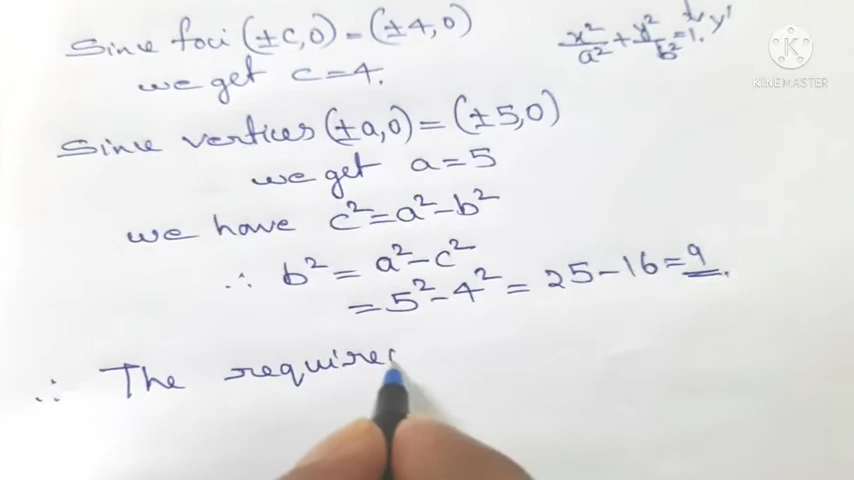 Since foci (±c,0) = (±4,0)
we get c = 4.
x²/a² + y²/b² = 1.
KINEMASTER
Since vertices (±a,0) = (±5,0)
we get a = 5
we have c² = a² - b²
∴ b² = a² - c²
= 5² - 4² = 25 - 16 = 9.
∴ The require